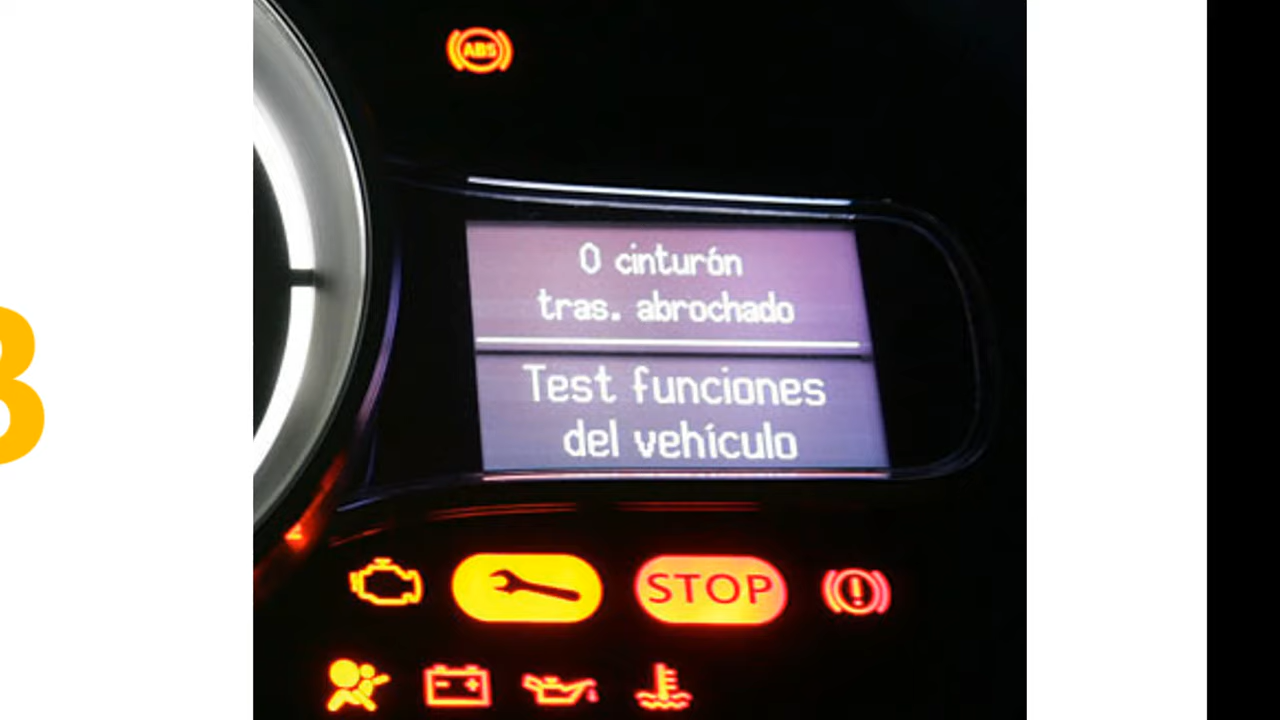 ABS
0 cinturón
tras. abrochado
Test funciones
del vehículo
STOP